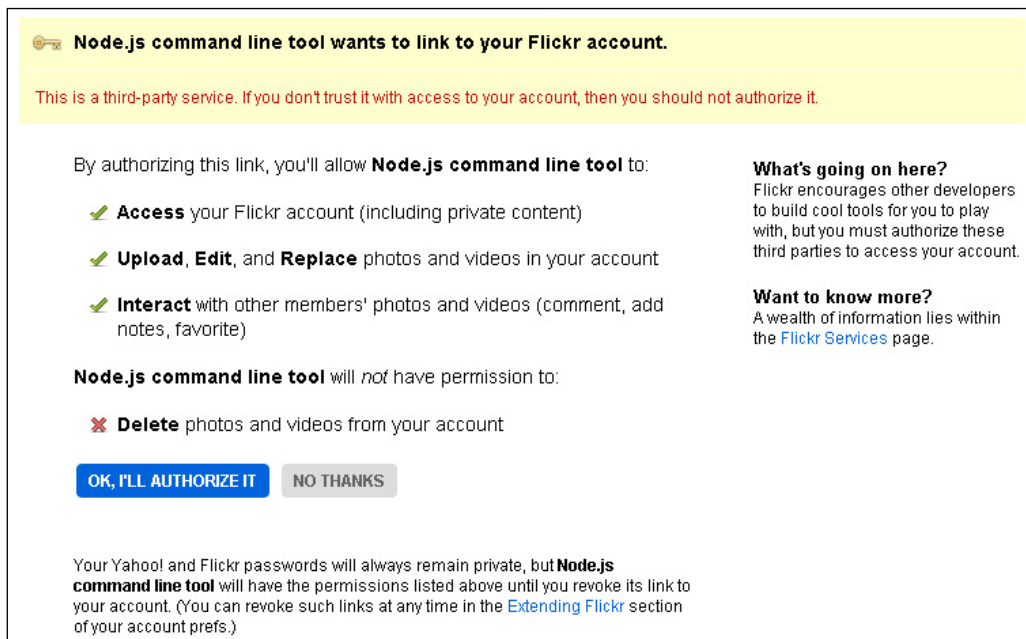 Node.js command line tool wants to link to your Flickr account.
This is a third-party service. If you don't trust it with access to your account, then you should not authorize it.
By authorizing this link, you'll allow Node.js command line tool to:
Access your Flickr account (including private content)
Upload, Edit, and Replace photos and videos in your account
Interact with other members' photos and videos (comment, add
notes, favorite)
Node.js command line tool will not have permission to:
Delete photos and videos from your account
OK, I'LL AUTHORIZE IT
NO THANKS
Your Yahoo! and Flickr passwords will always remain private, but Node.js
command line tool will have the permissions listed above until you revoke its link to
your account. (You can revoke such links at any time in the Extending Flickr section
of your account prefs.)
What's going on here?
Flickr encourages other developers
to build cool tools for you to play
with, but you must authorize these
third parties to access your account.
Want to know more?
A wealth of information lies within
the Flickr Services page.